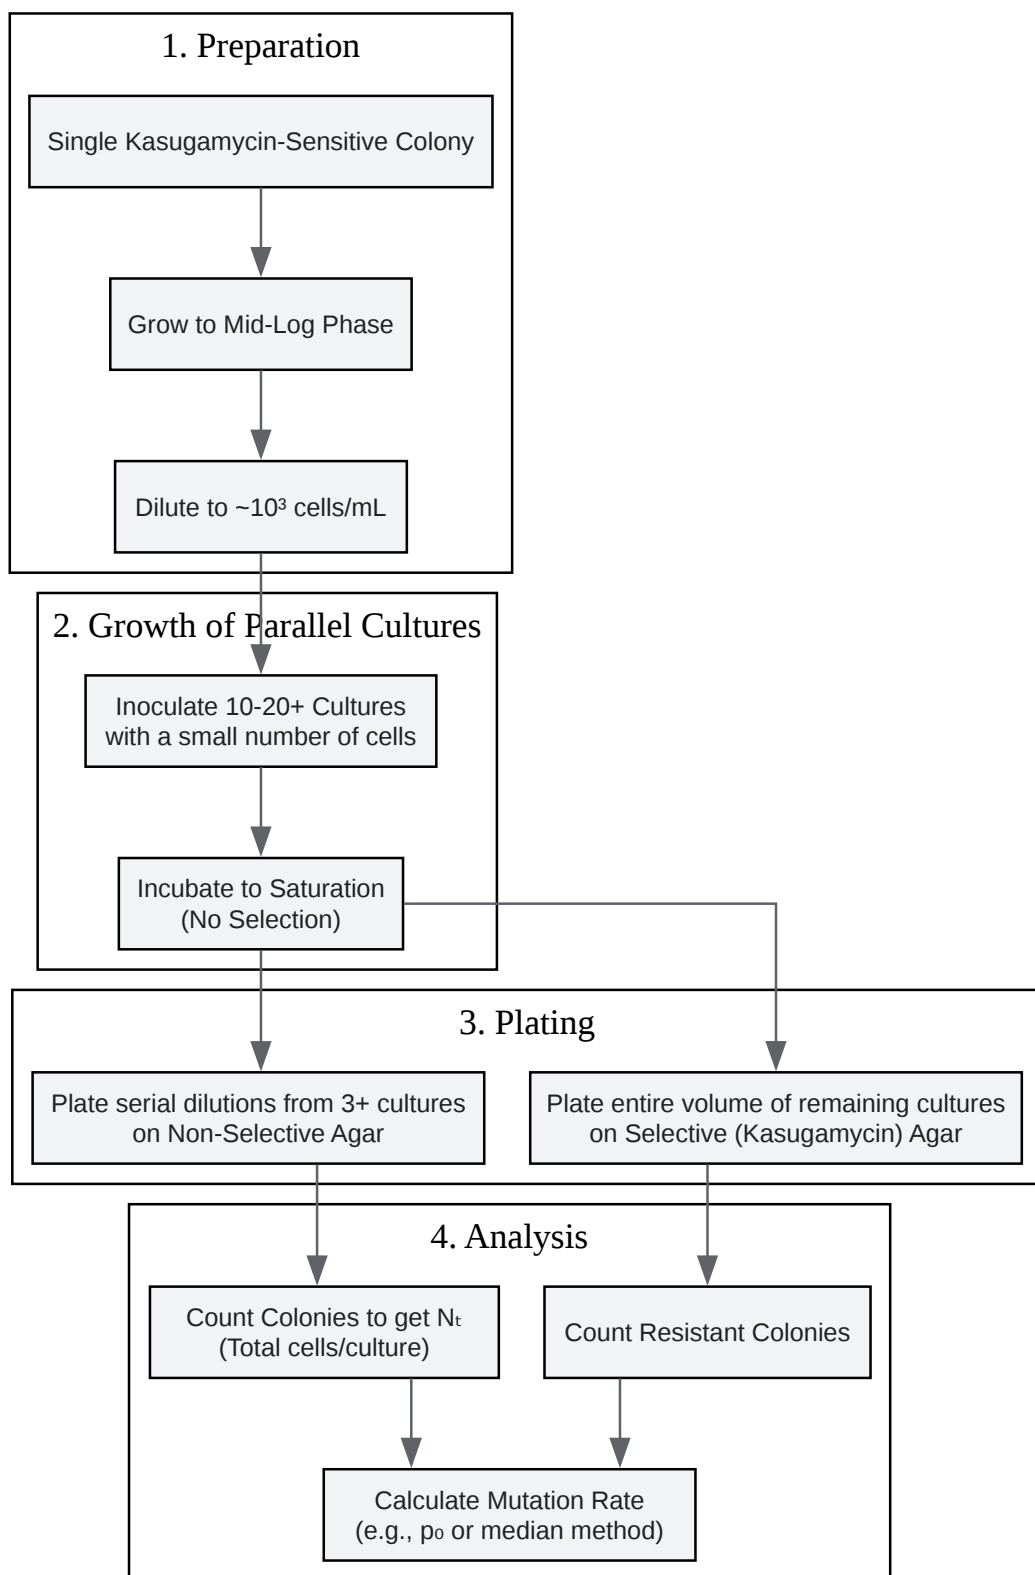 1. Preparation
Single Kasugamycin-Sensitive Colony
Grow to Mid-Log Phase
Dilute to ~10³ cells/mL
2. Growth of Parallel Cultures
Inoculate 10-20+ Cultures
with a small number of cells
Incubate to Saturation
(No Selection)
3. Plating
Plate serial dilutions from 3+ cultures
on Non-Selective Agar
Plate entire volume of remaining cultures
on Selective (Kasugamycin) Agar
4. Analysis
Count Colonies to get Nₜ
(Total cells/culture)
Count Resistant Colonies
Calculate Mutation Rate
(e.g., p₀ or median method)